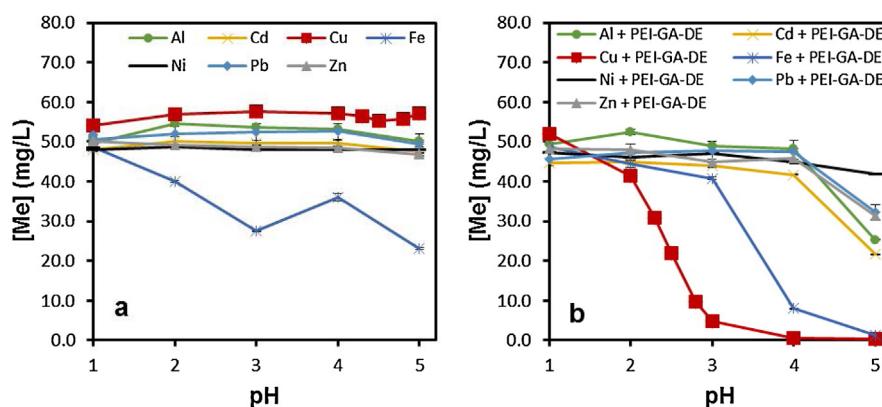 80.0
70.0
60.0
50.0
40.0
30.0
20.0
10.0
0.0
[Me] (mg/L)
Al Cd Cu Fe
Ni Pb Zn
a
1 2 3 4 5
pH
80.0
70.0
60.0
50.0
40.0
30.0
20.0
10.0
0.0
[Me] (mg/L)
Al + PEI-GA-DE Cd + PEI-GA-DE
Cu + PEI-GA-DE Fe + PEI-GA-DE
Ni + PEI-GA-DE Pb + PEI-GA-DE
Zn + PEI-GA-DE
b
1 2 3 4 5
pH